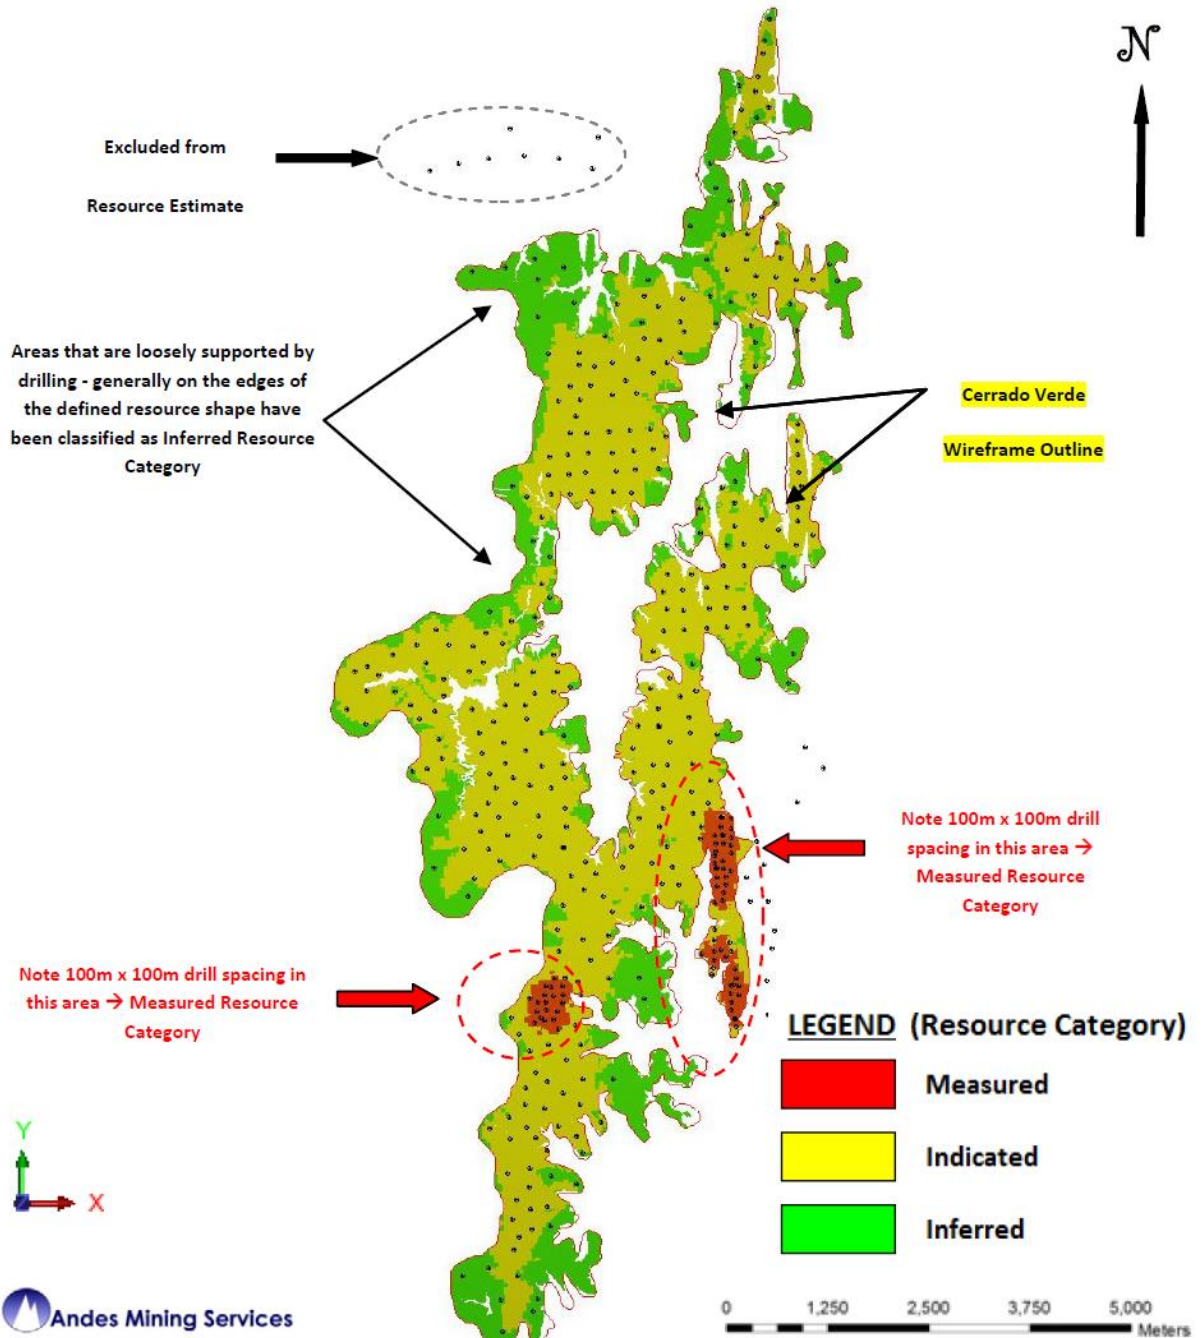 N
Excluded from
Resource Estimate
Areas that are loosely supported by
drilling - generally on the edges of
the defined resource shape have
been classified as Inferred Resource
Category
Cerrado Verde
Wireframe Outline
Note 100m x 100m drill
spacing in this area →
Measured Resource
Category
Note 100m x 100m drill spacing in
this area → Measured Resource
Category
LEGEND (Resource Category)
Measured
Indicated
Inferred
Y
X
Andes Mining Services
0 1,250 2,500 3,750 5,000
Meters